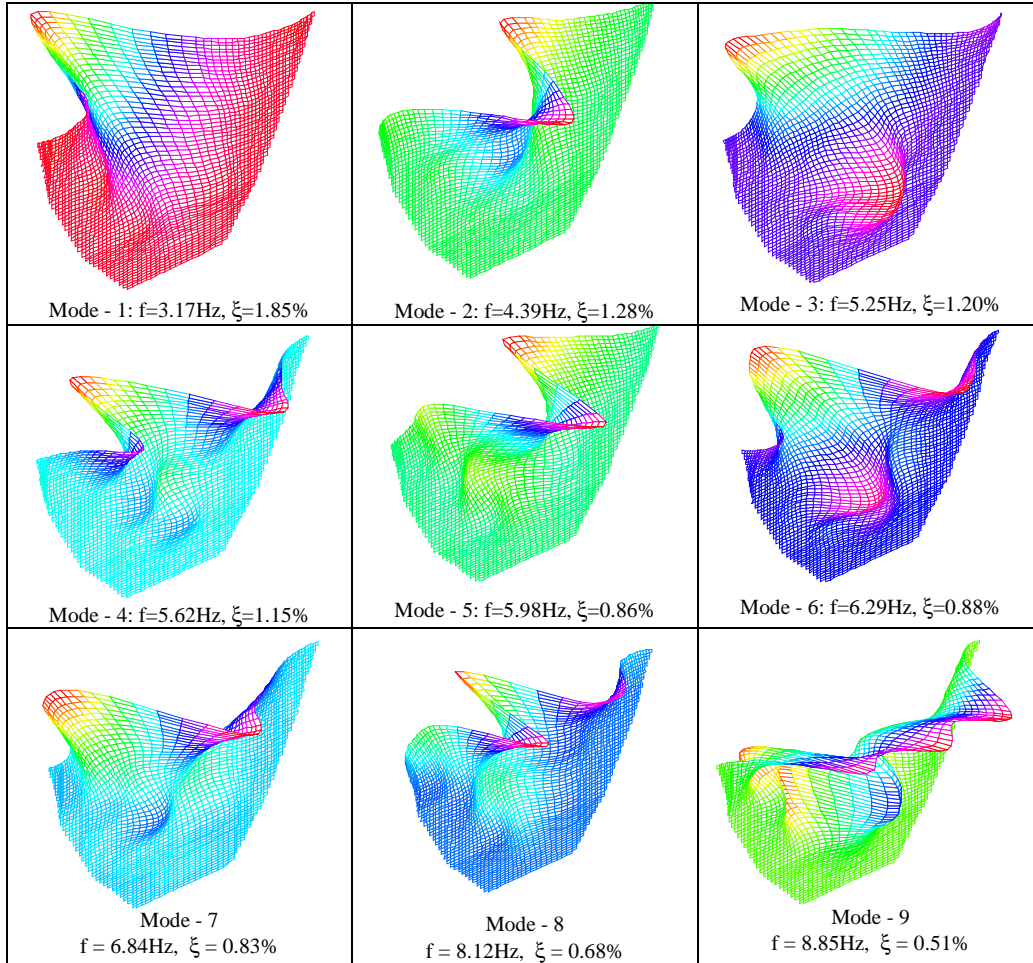 Mode - 1: f=3.17Hz, ξ=1.85%
Mode - 2: f=4.39Hz, ξ=1.28%
Mode - 3: f=5.25Hz, ξ=1.20%
Mode - 4: f=5.62Hz, ξ=1.15%
Mode - 5: f=5.98Hz, ξ=0.86%
Mode - 6: f=6.29Hz, ξ=0.88%
Mode - 7
f = 6.84Hz, ξ = 0.83%
Mode - 8
f = 8.12Hz, ξ = 0.68%
Mode - 9
f = 8.85Hz, ξ = 0.51%